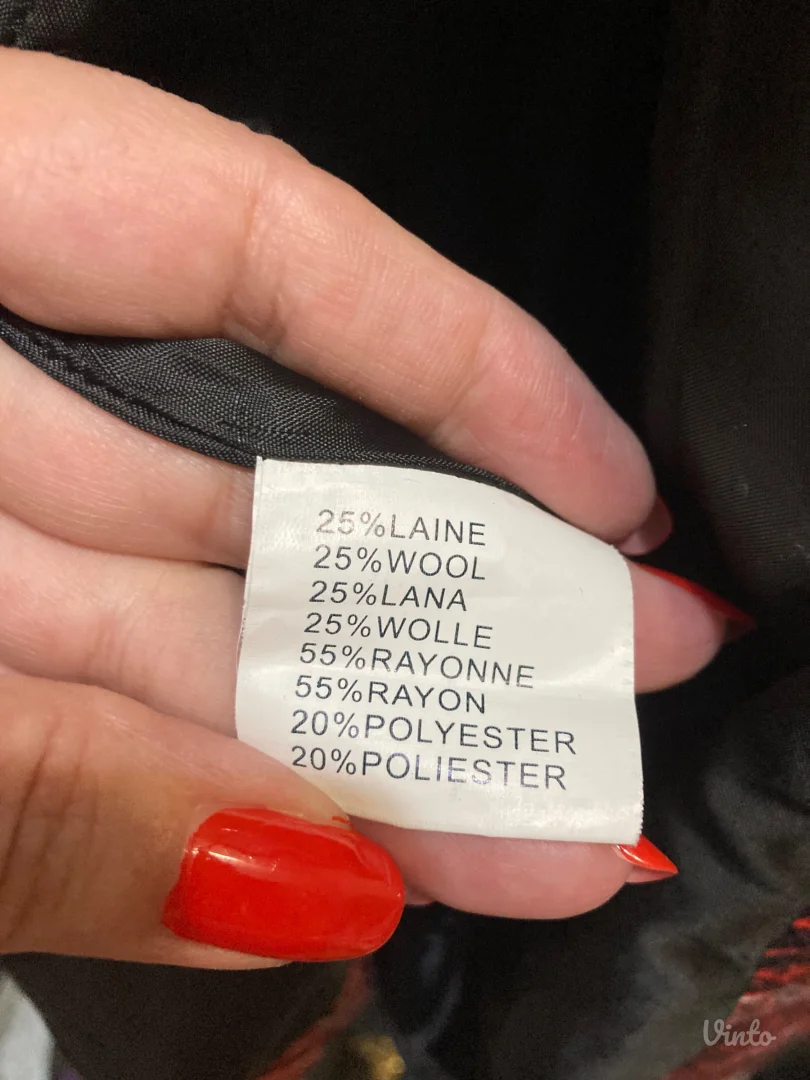 25%LAINE
25%WOOL
25%LANA
25%WOLLE
55%RAYONNE
55%RAYON
20%POLYESTER
20%POLIESTER
Vinto